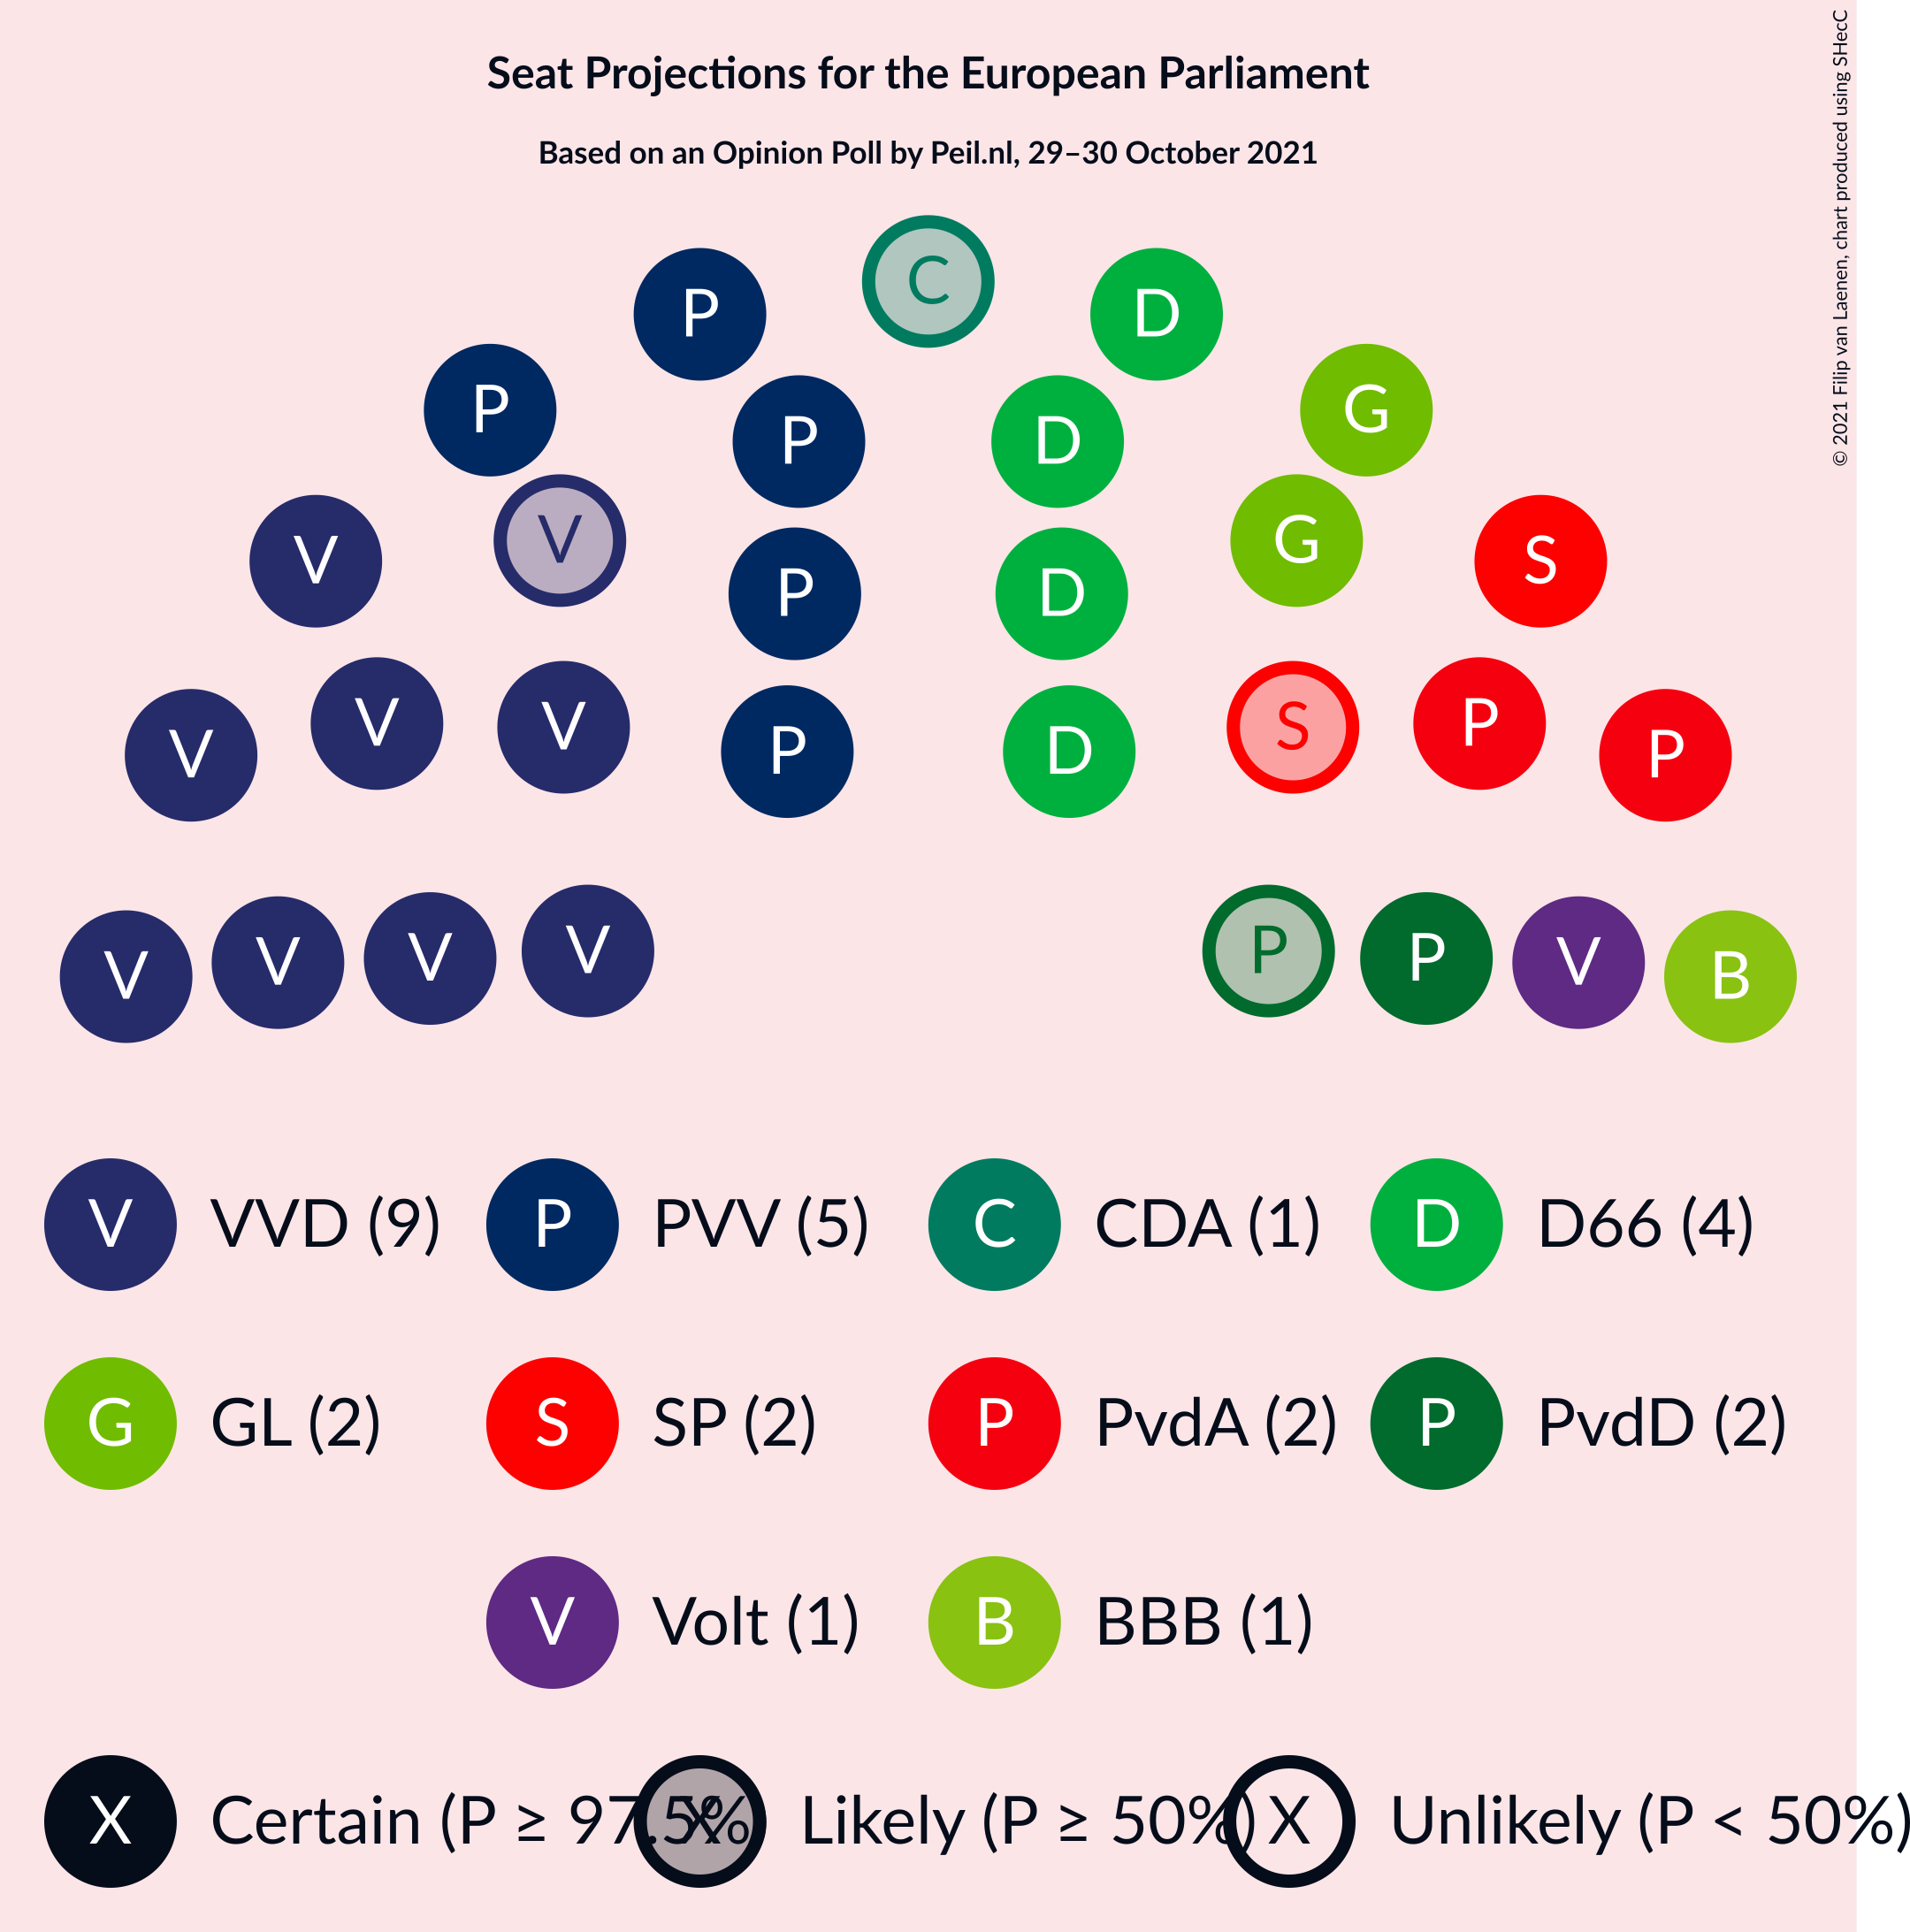 Seat Projections for the European Parliament
Based on an Opinion Poll by Peil.nl, 29–30 October 2021
© 2021 Filip van Laenen, chart produced using SHecC
C
P D
P G
P D
V G
V S
P D
V P
V S
P D
V P
V V V V P P V B
V VVD (9) P PVV (5) C CDA (1) D D66 (4)
G GL (2) S SP (2) P PvdA (2) P PvdD (2)
V Volt (1) B BBB (1)
X Certain (P ≥ 97.5% X Likely (P ≥ 50%) X Unlikely (P < 50%)